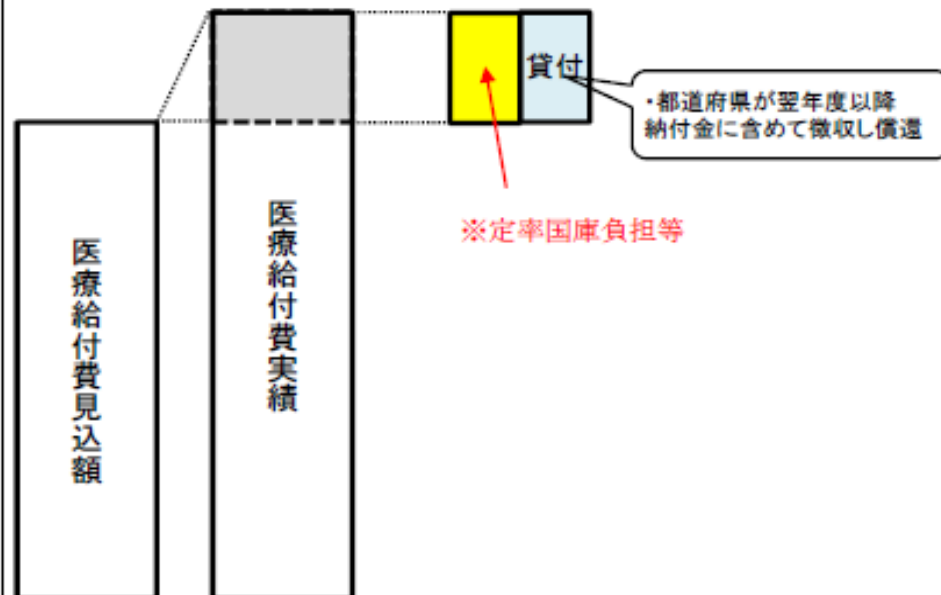 貸付
・都道府県が翌年度以降
納付金に含めて徴収し償還
※定率国庫負担等
医療給付費見込額
医療給付費実績